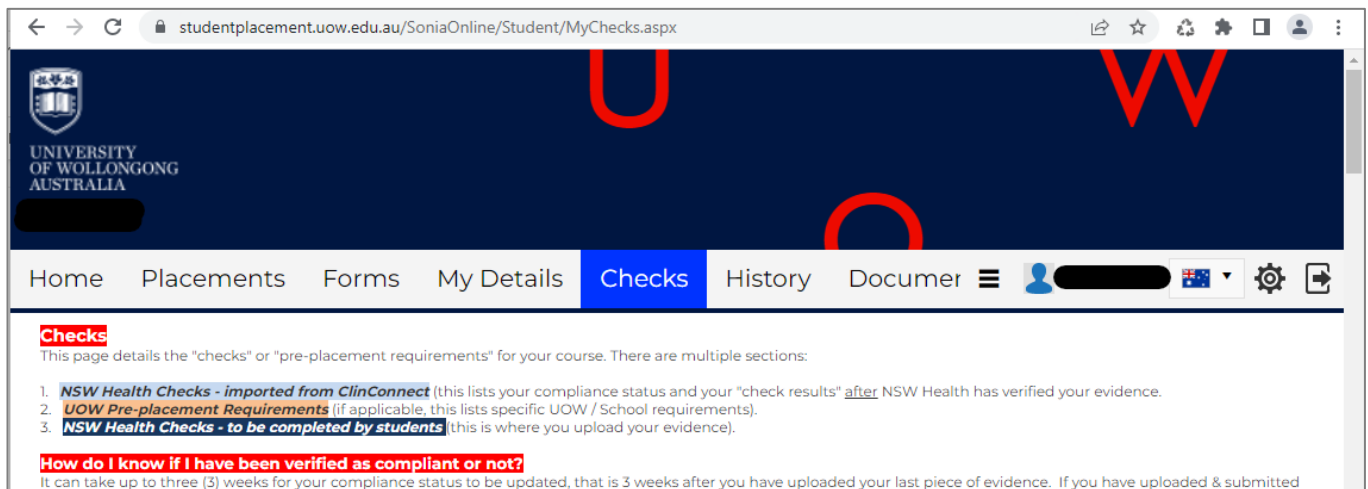 studentplacement.uow.edu.au/SoniaOnline/Student/MyChecks.aspx
U O W
UNIVERSITY
OF WOLLONGONG
AUSTRALIA
Home Placements Forms My Details Checks History Documer
Checks
This page details the "checks" or "pre-placement requirements" for your course. There are multiple sections:
1. NSW Health Checks - imported from ClinConnect (this lists your compliance status and your "check results" after NSW Health has verified your evidence.
2. UOW Pre-placement Requirements (if applicable, this lists specific UOW / School requirements).
3. NSW Health Checks - to be completed by students (this is where you upload your evidence).
How do I know if I have been verified as compliant or not?
It can take up to three (3) weeks for your compliance status to be updated, that is 3 weeks after you have uploaded your last piece of evidence. If you have uploaded & submitted